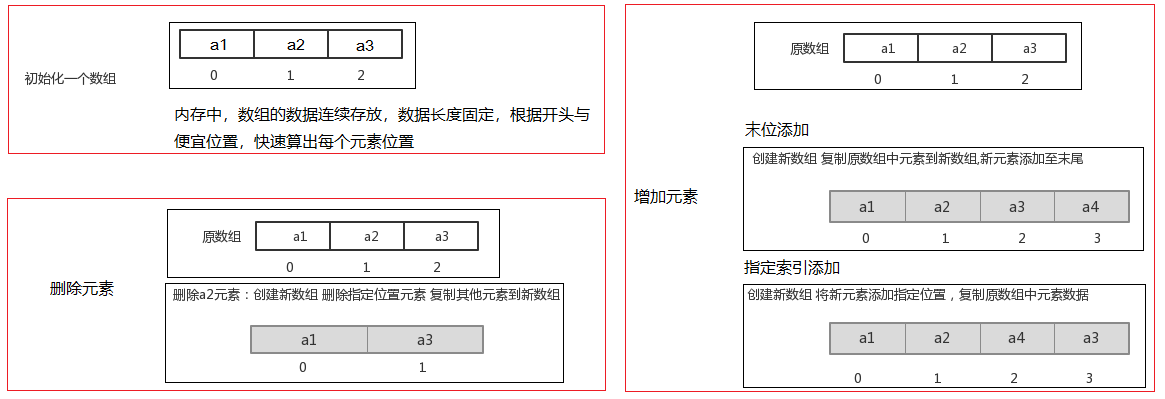 初始化一个数组
a1 a2 a3
0 1 2
内存中，数组的数据连续存放，数据长度固定，根据开头与
便宜位置，快速算出每个元素位置
删除元素
原数组 a1 a2 a3
0 1 2
删除a2元素：创建新数组 删除指定位置元素 复制其他元素到新数组
a1 a3
0 1
增加元素
原数组 a1 a2 a3
0 1 2
末位添加
创建新数组 复制原数组中元素到新数组,新元素添加至末尾
a1 a2 a3 a4
0 1 2 3
指定索引添加
创建新数组 将新元素添加指定位置，复制原数组中元素数据
a1 a2 a4 a3
0 1 2 3